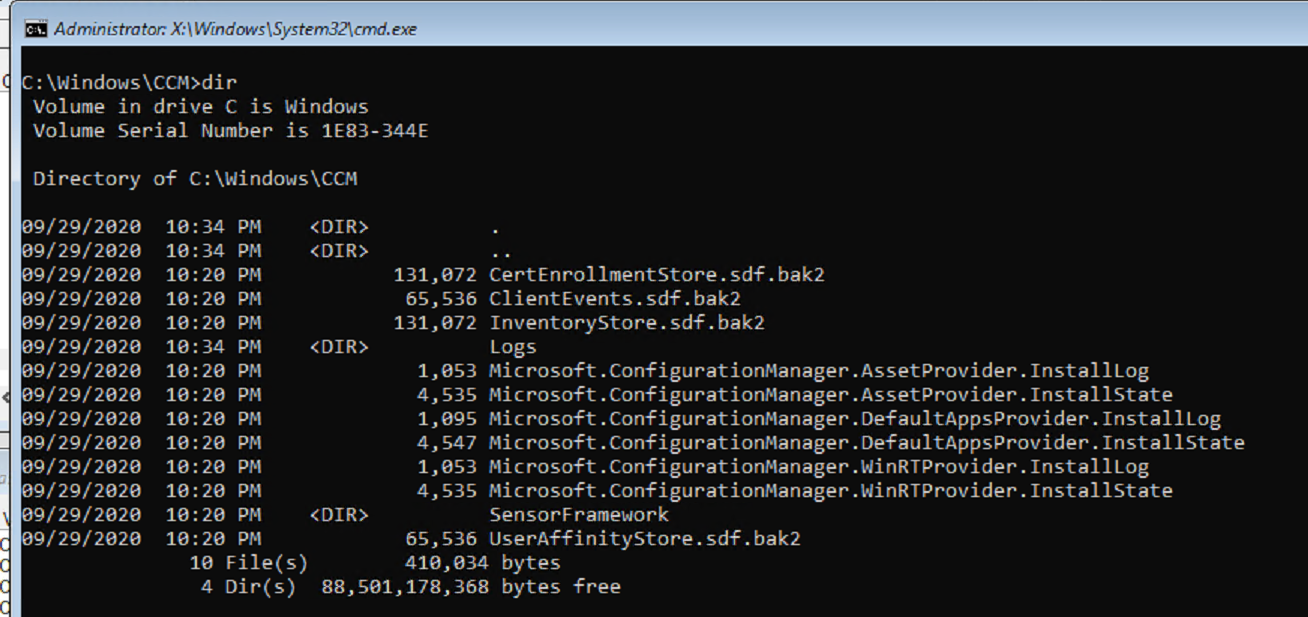 Administrator: X:\Windows\System32\cmd.exe
C:\Windows\CCM>dir
 Volume in drive C is Windows
 Volume Serial Number is 1E83-344E
 Directory of C:\Windows\CCM
09/29/2020  10:34 PM    <DIR>          .
09/29/2020  10:34 PM    <DIR>          ..
09/29/2020  10:20 PM           131,072 CertEnrollmentStore.sdf.bak2
09/29/2020  10:20 PM            65,536 ClientEvents.sdf.bak2
09/29/2020  10:20 PM           131,072 InventoryStore.sdf.bak2
09/29/2020  10:34 PM    <DIR>          Logs
09/29/2020  10:20 PM             1,053 Microsoft.ConfigurationManager.AssetProvider.InstallLog
09/29/2020  10:20 PM             4,535 Microsoft.ConfigurationManager.AssetProvider.InstallState
09/29/2020  10:20 PM             1,095 Microsoft.ConfigurationManager.DefaultAppsProvider.InstallLog
09/29/2020  10:20 PM             4,547 Microsoft.ConfigurationManager.DefaultAppsProvider.InstallState
09/29/2020  10:20 PM             1,053 Microsoft.ConfigurationManager.WinRTProvider.InstallLog
09/29/2020  10:20 PM             4,535 Microsoft.ConfigurationManager.WinRTProvider.InstallState
09/29/2020  10:20 PM    <DIR>          SensorFramework
09/29/2020  10:20 PM            65,536 UserAffinityStore.sdf.bak2
              10 File(s)        410,034 bytes
               4 Dir(s)  88,501,178,368 bytes free